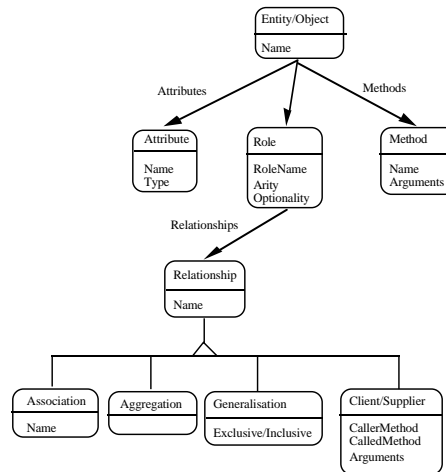 Entity/Object
Name
Attributes
Methods
Attribute
Name
Type
Role
RoleName
Arity
Optionality
Method
Name
Arguments
Relationships
Relationship
Name
Association
Name
Aggregation
Generalisation
Exclusive/Inclusive
Client/Supplier
CallerMethod
CalledMethod
Arguments